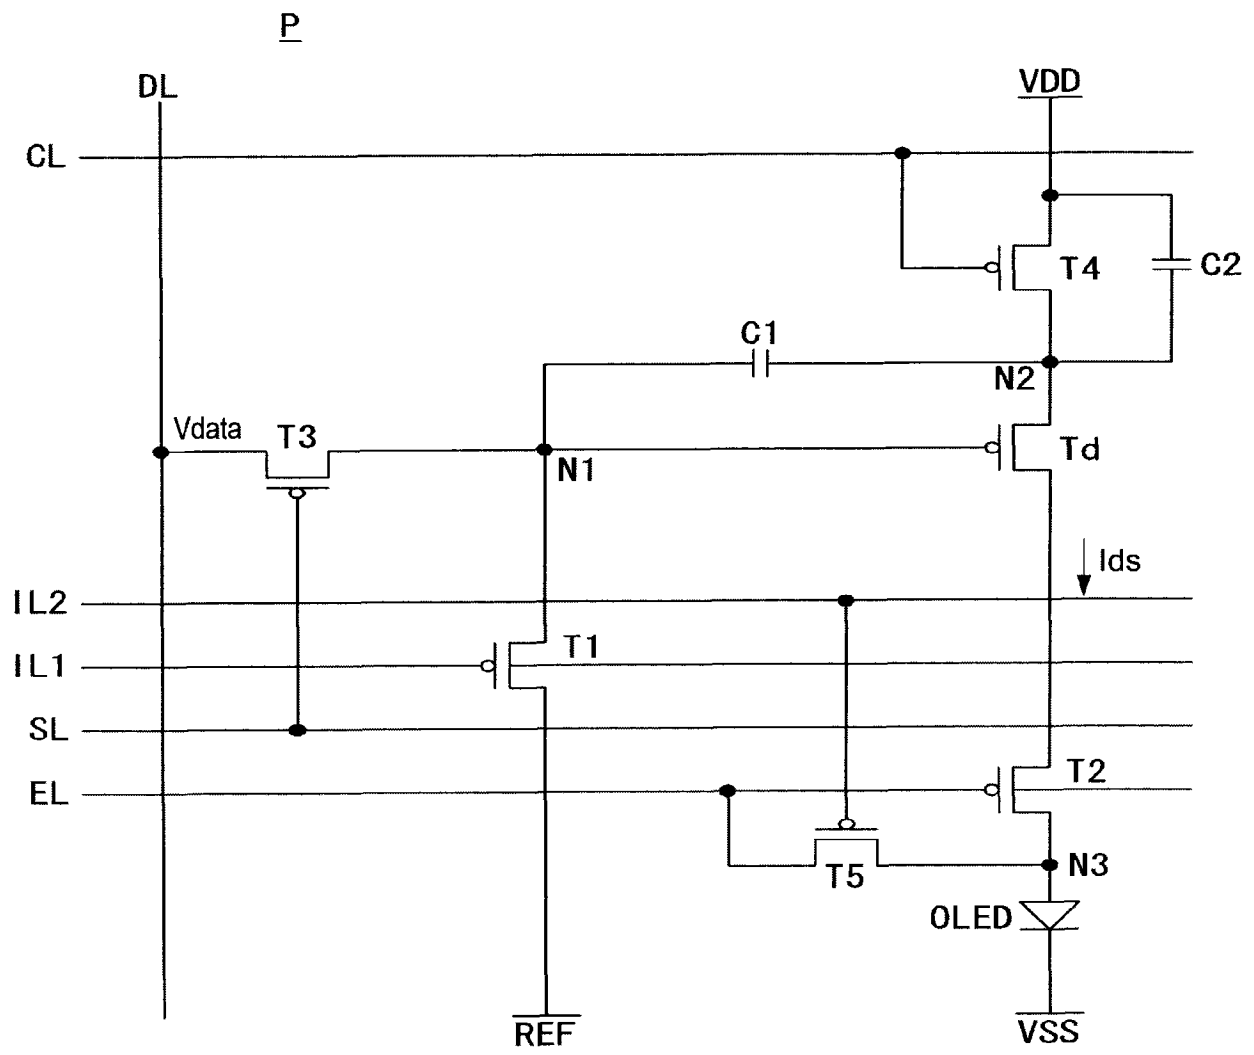 P
DL
VDD
CL
T4
C2
C1
N2
Vdata
T3
N1
Td
Ids
IL2
T1
IL1
SL
T2
EL
T5
N3
OLED
REF
VSS